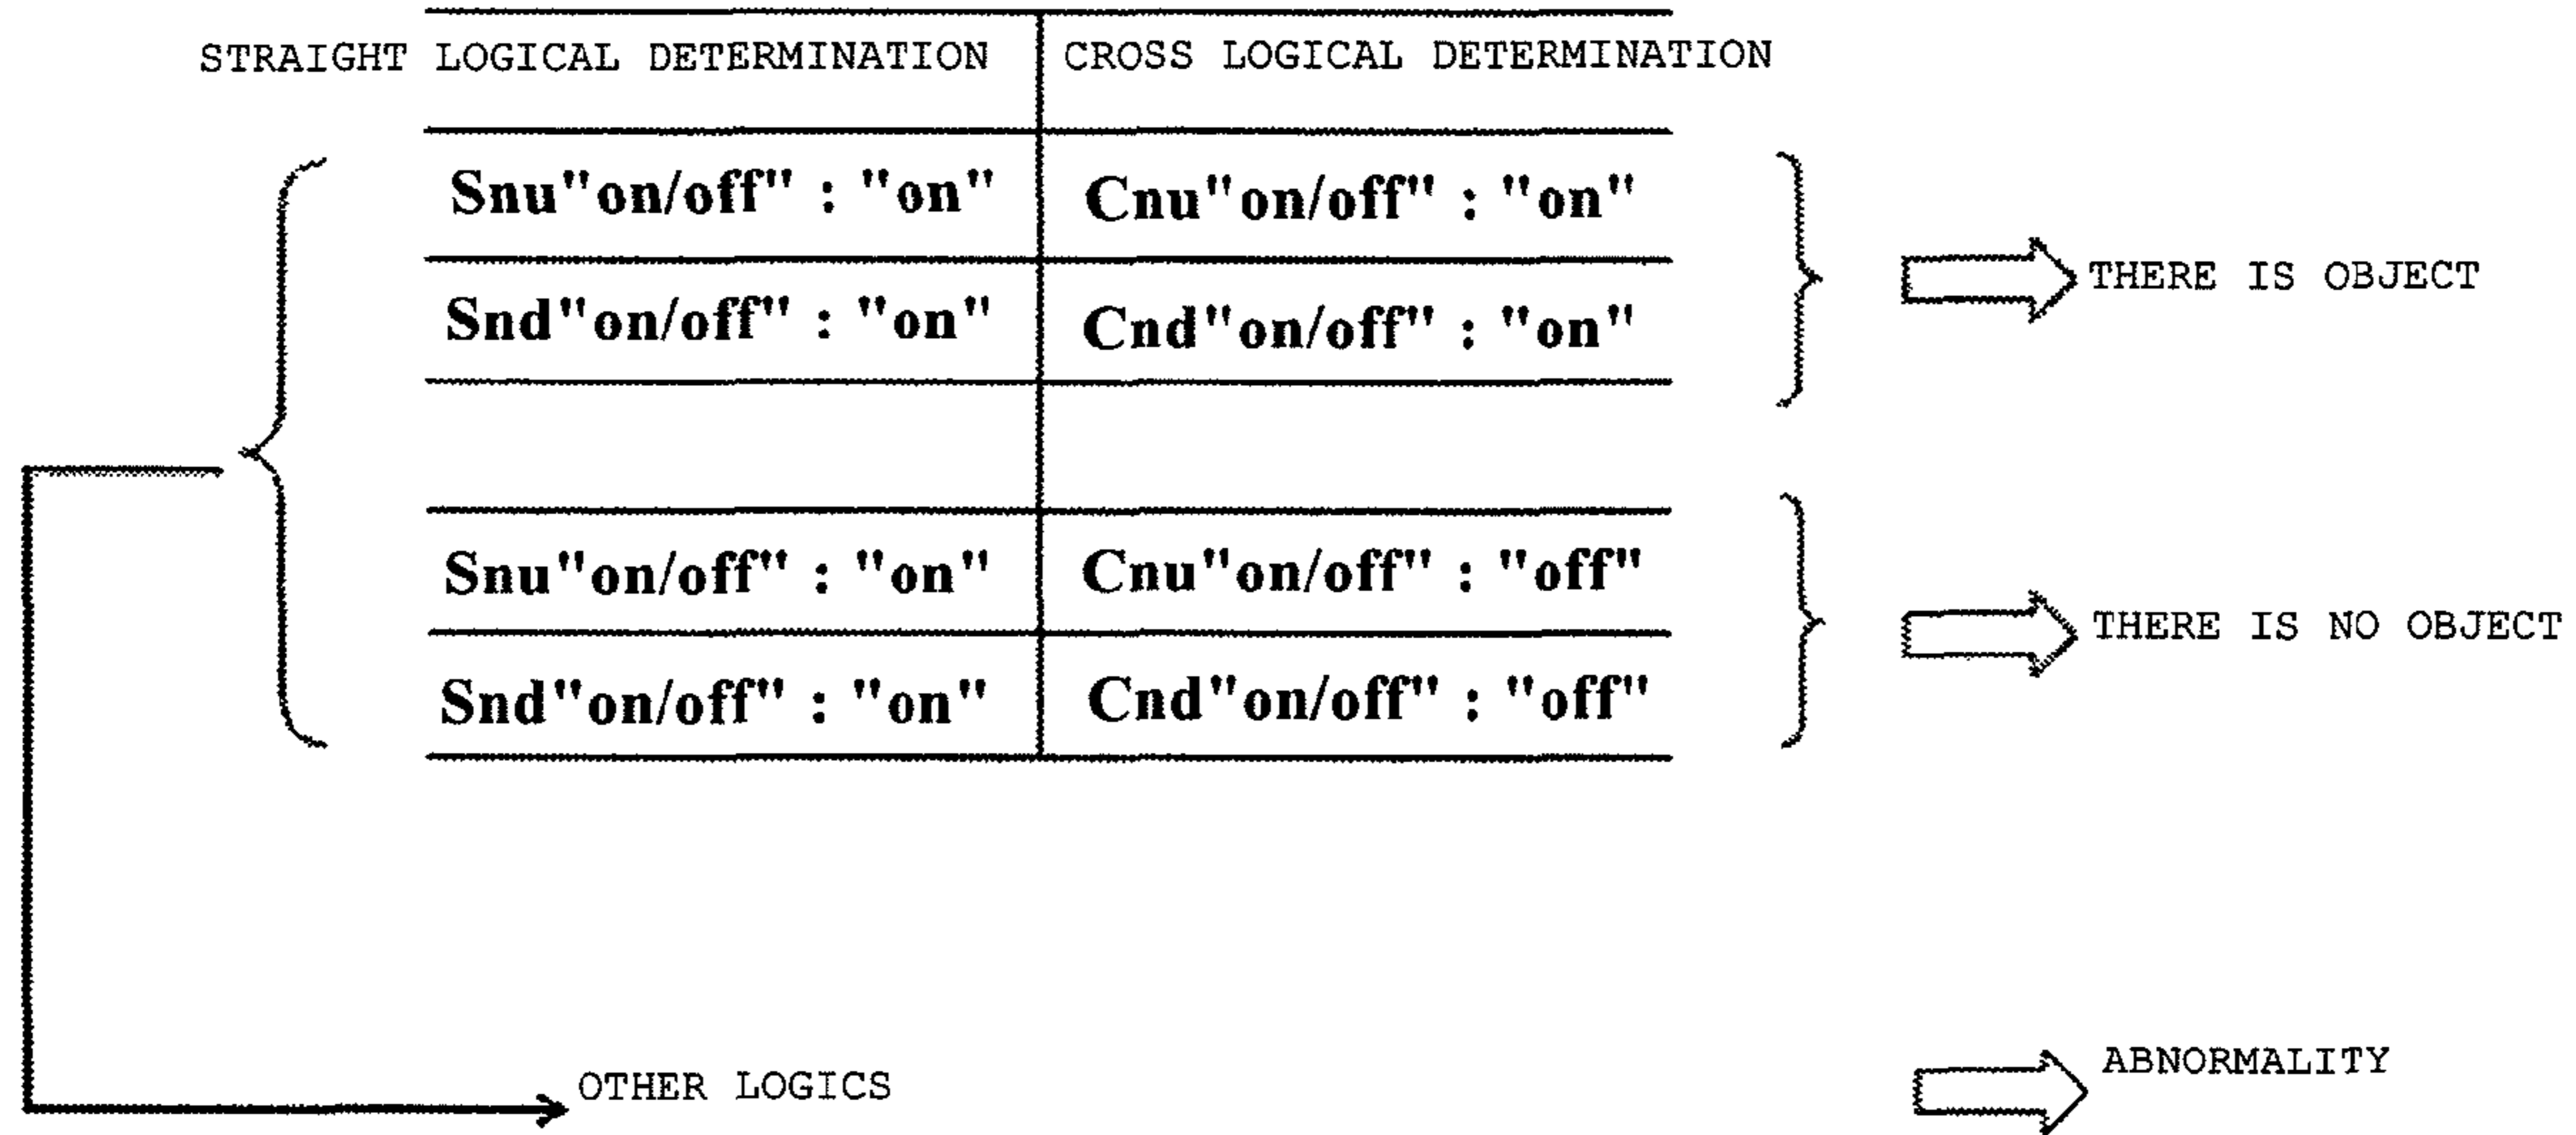 STRAIGHT LOGICAL DETERMINATION CROSS LOGICAL DETERMINATION
Snu"on/off" : "on" Cnu"on/off" : "on"
Snd"on/off" : "on" Cnd"on/off" : "on"
THERE IS OBJECT
Snu"on/off" : "on" Cnu"on/off" : "off"
Snd"on/off" : "on" Cnd"on/off" : "off"
THERE IS NO OBJECT
OTHER LOGICS
ABNORMALITY